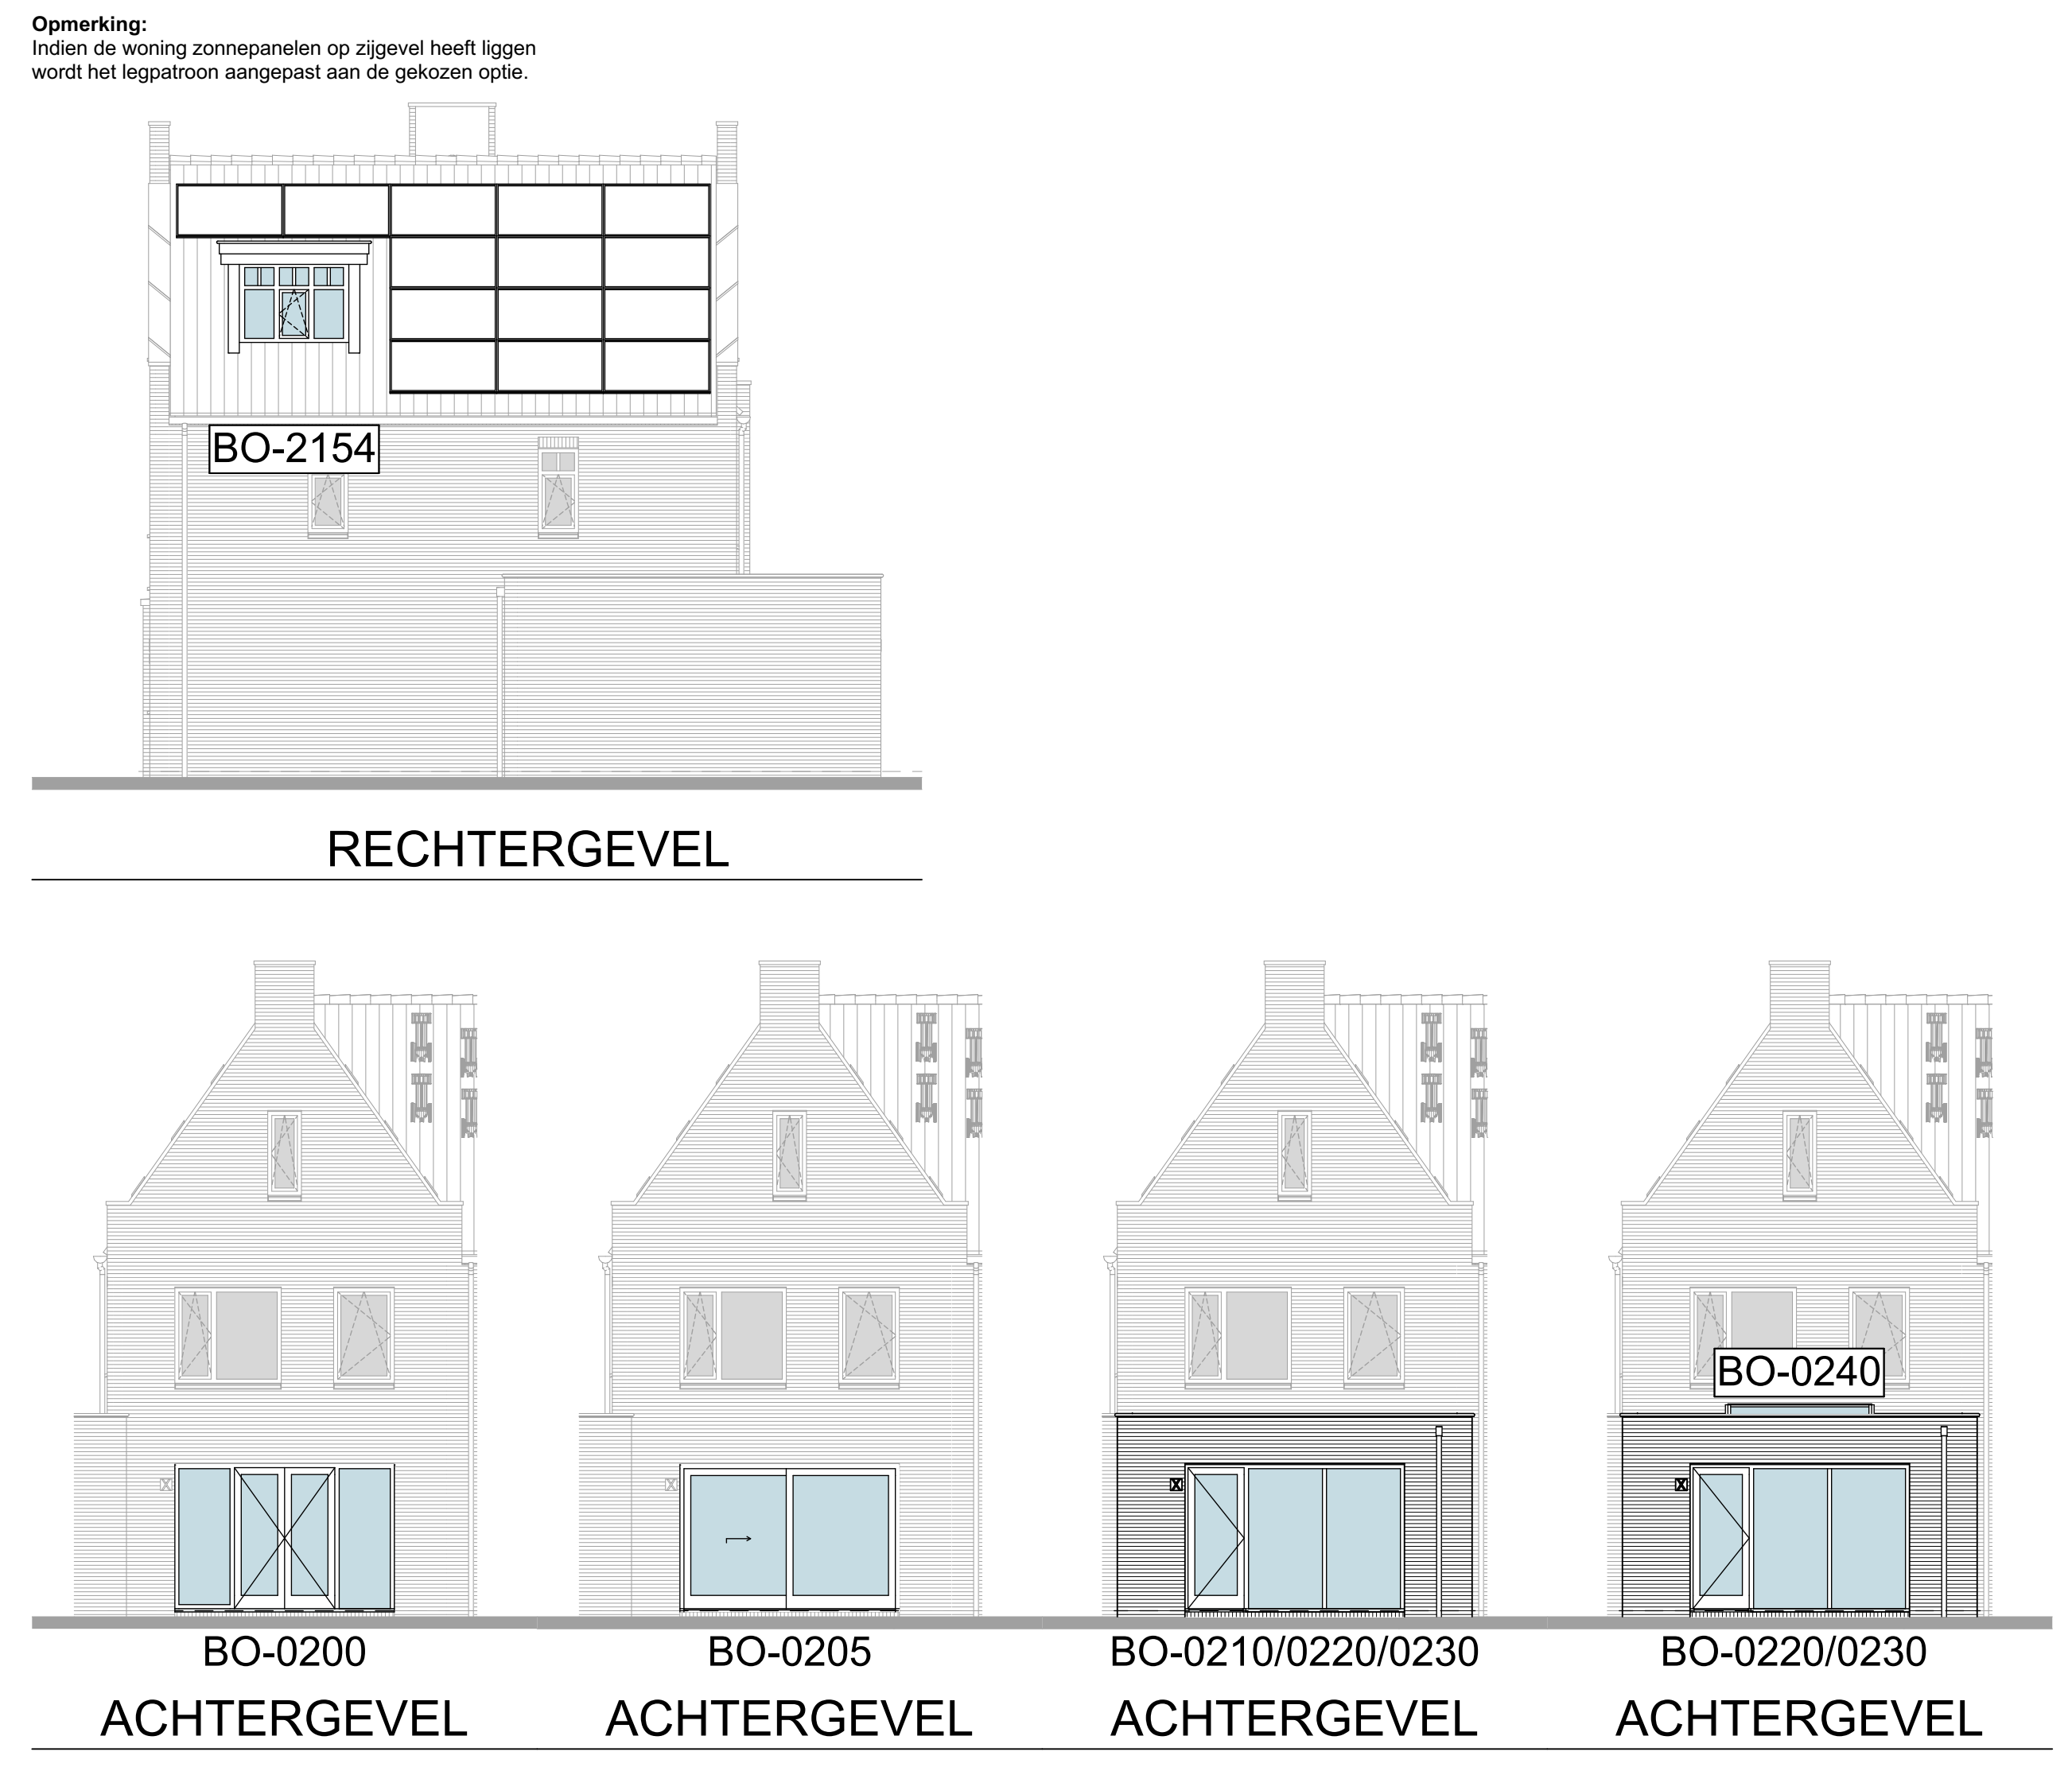 Opmerking:
Indien de woning zonnepanelen op zijgevel heeft liggen
wordt het legpatroon aangepast aan de gekozen optie.
BO-2154
RECHTERGEVEL
BO-0240
BO-0200
BO-0205
BO-0210/0220/0230
BO-0220/0230
ACHTERGEVEL
ACHTERGEVEL
ACHTERGEVEL
ACHTERGEVEL